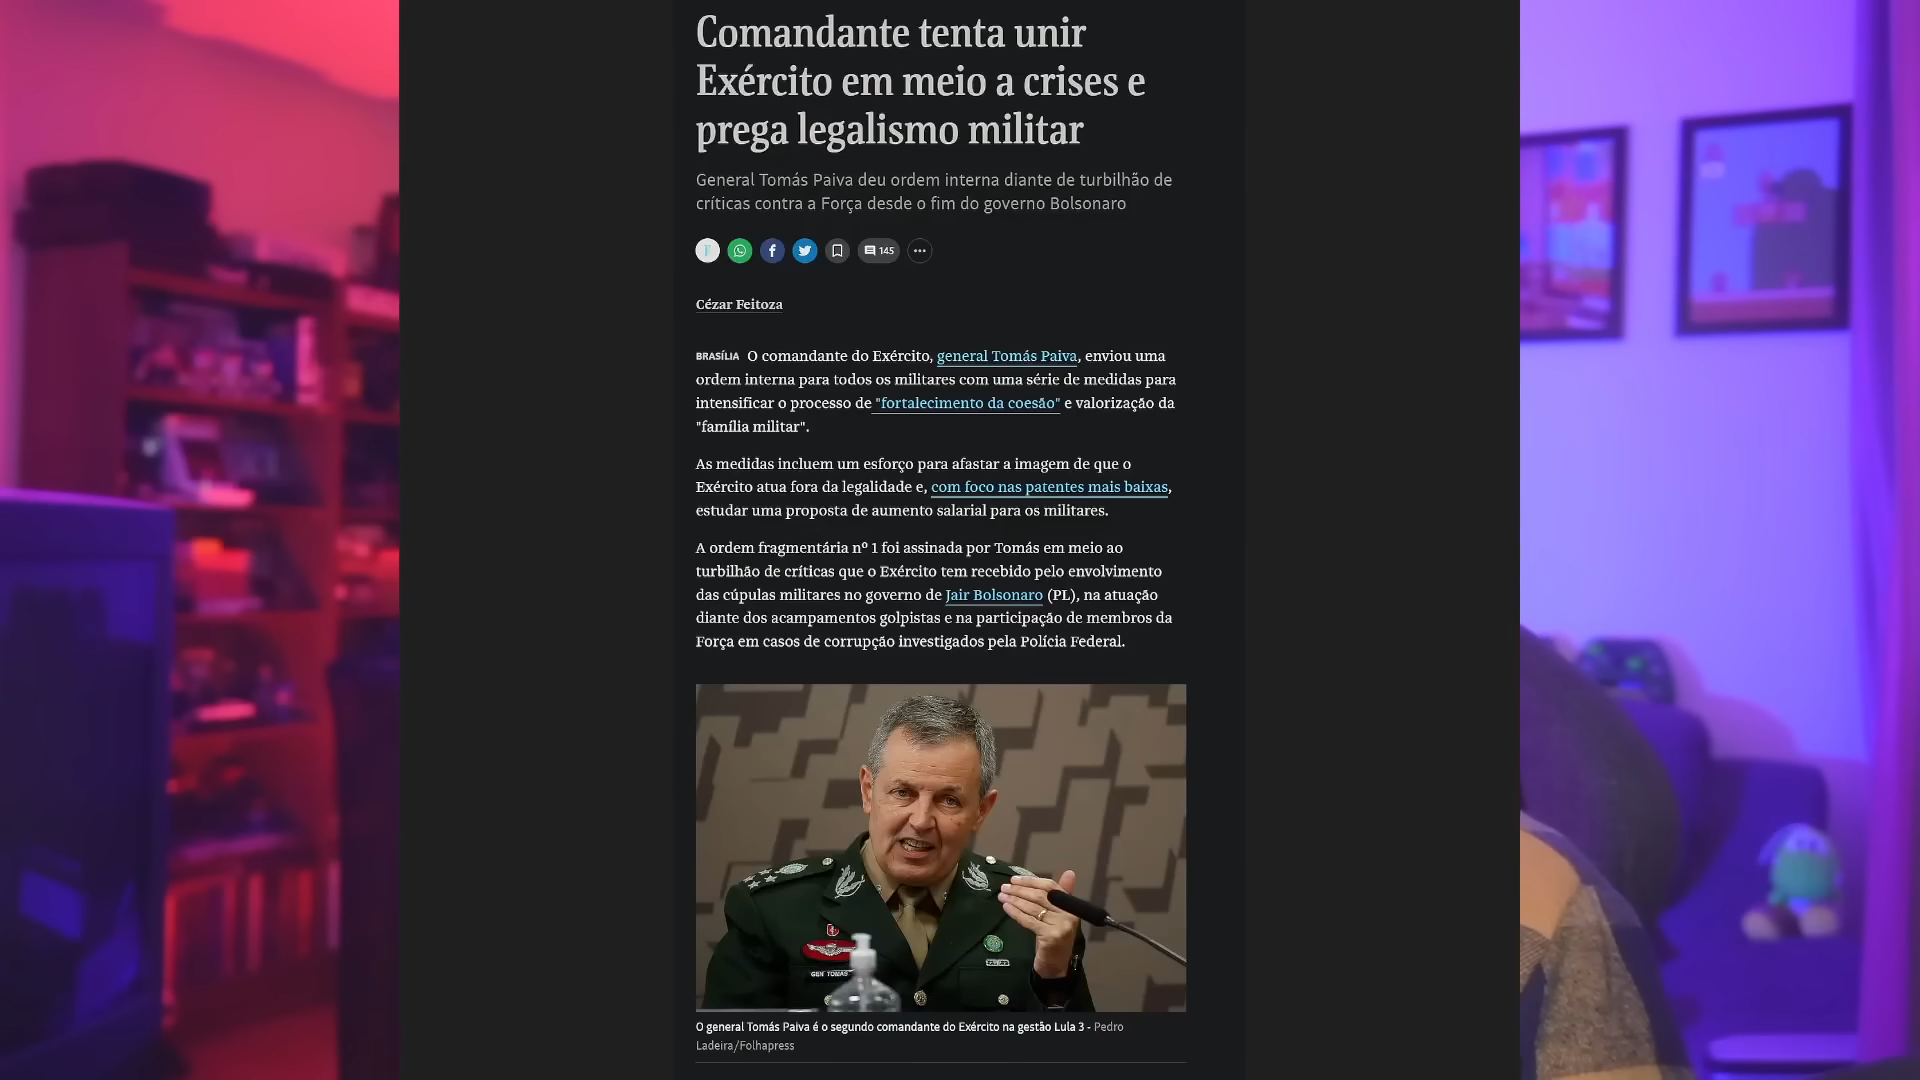 Comandante tenta unir
Exército em meio a crises e
prega legalismo militar
General Tomás Paiva deu ordem interna diante de turbilhão de
críticas contra a Força desde o fim do governo Bolsonaro
145
Cézar Feitoza
BRASÍLIA O comandante do Exército, general Tomás Paiva, enviou uma
ordem interna para todos os militares com uma série de medidas para
intensificar o processo de "fortalecimento da coesão" e valorização da
"família militar".
As medidas incluem um esforço para afastar a imagem de que o
Exército atua fora da legalidade e, com foco nas patentes mais baixas,
estudar uma proposta de aumento salarial para os militares.
A ordem fragmentária nº 1 foi assinada por Tomás em meio ao
turbilhão de críticas que o Exército tem recebido pelo envolvimento
das cúpulas militares no governo de Jair Bolsonaro (PL), na atuação
diante dos acampamentos golpistas e na participação de membros da
Força em casos de corrupção investigados pela Polícia Federal.
GEN TOMÁS
O general Tomás Paiva é o segundo comandante do Exército na gestão Lula 3 - Pedro
Ladeira/Folhapress